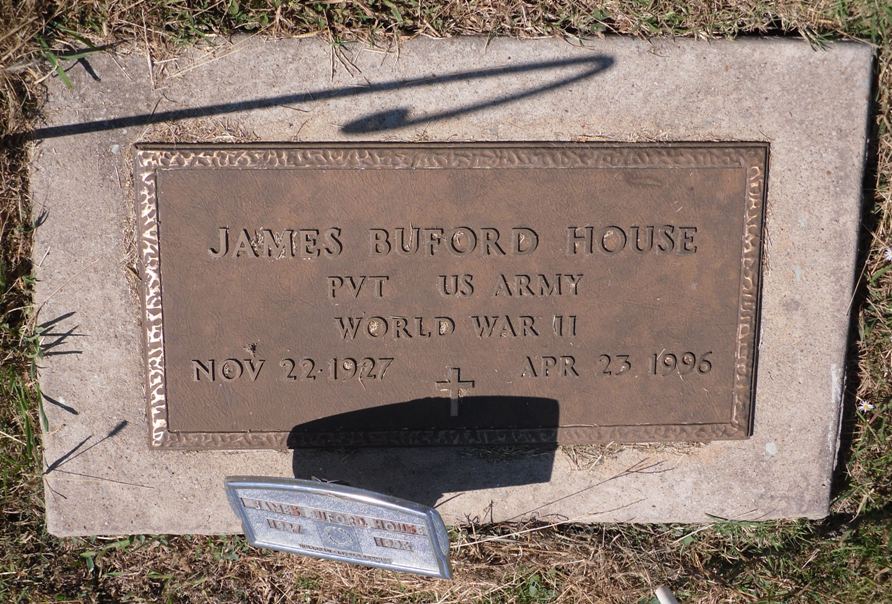 JAMES BUFORD HOUSE
PVT US ARMY
WORLD WAR II
NOV 22·1927 APR 23 1996
JAMES BUFORD HOUSE